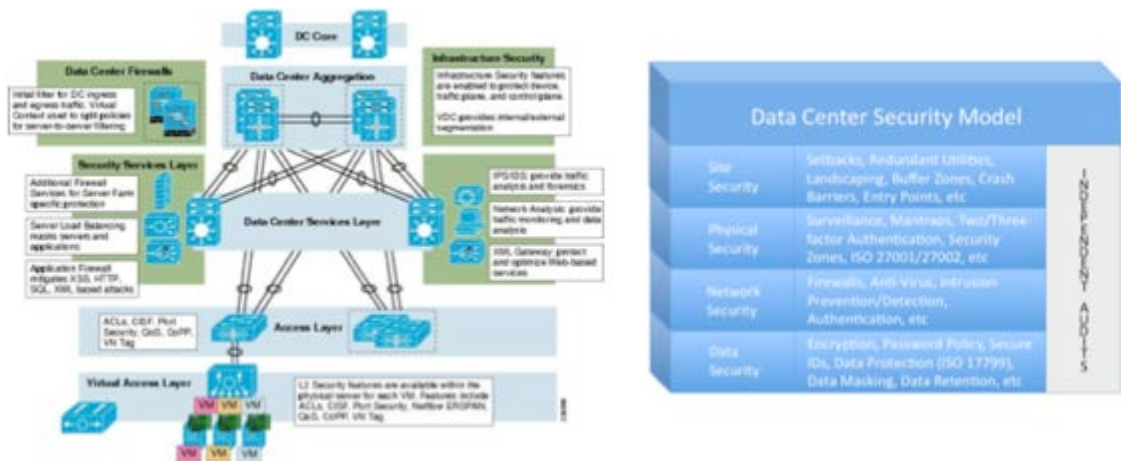 DC Core
Data Center Firewalls
Initial filter for DC ingress
and egress traffic. Virtual
Context used to split policies
for server-to-server filtering
Data Center Aggregation
Infrastructure Security
Infrastructure Security features
are enabled to protect device,
traffic plane, and control plane
VDC provides internal/external
segmentation
Security Services Layer
Additional Firewall
Services for Server Farm
specific protection
Server Load Balancing
masks servers and
applications
Application Firewall
mitigates XSS, HTTP,
SQL, XML based attacks
Data Center Services Layer
IPS/IDS: provide traffic
analysis and forensics
Network Analysis: provide
traffic monitoring and data
analysis
XML Gateway: protect
and optimize Web-based
services
ACLs, CISF, Port
Security, QoS, CoPP,
VN Tag
Access Layer
Virtual Access Layer
L2 Security features are available within the
physical server for each VM. Features include
ACLs, CISF, Port Security, Netflow ERSPAN,
QoS, CoPP, VN Tag
VM VM VM
VM VM VM
Data Center Security Model
Site
Security
Setbacks, Redundant Utilities,
Landscaping, Buffer Zones, Crash
Barriers, Entry Points, etc
Physical
Security
Surveillance, Mantraps, Two/Three-
factor Authentication, Security
Zones, ISO 27001/27002, etc
Network
Security
Firewalls, Anti-Virus, Intrusion
Prevention/Detection,
Authentication, etc
Data
Security
Encryption, Password Policy, Secure
IDs, Data Protection (ISO 17799),
Data Masking, Data Retention, etc
INDEPENDENT AUDITS